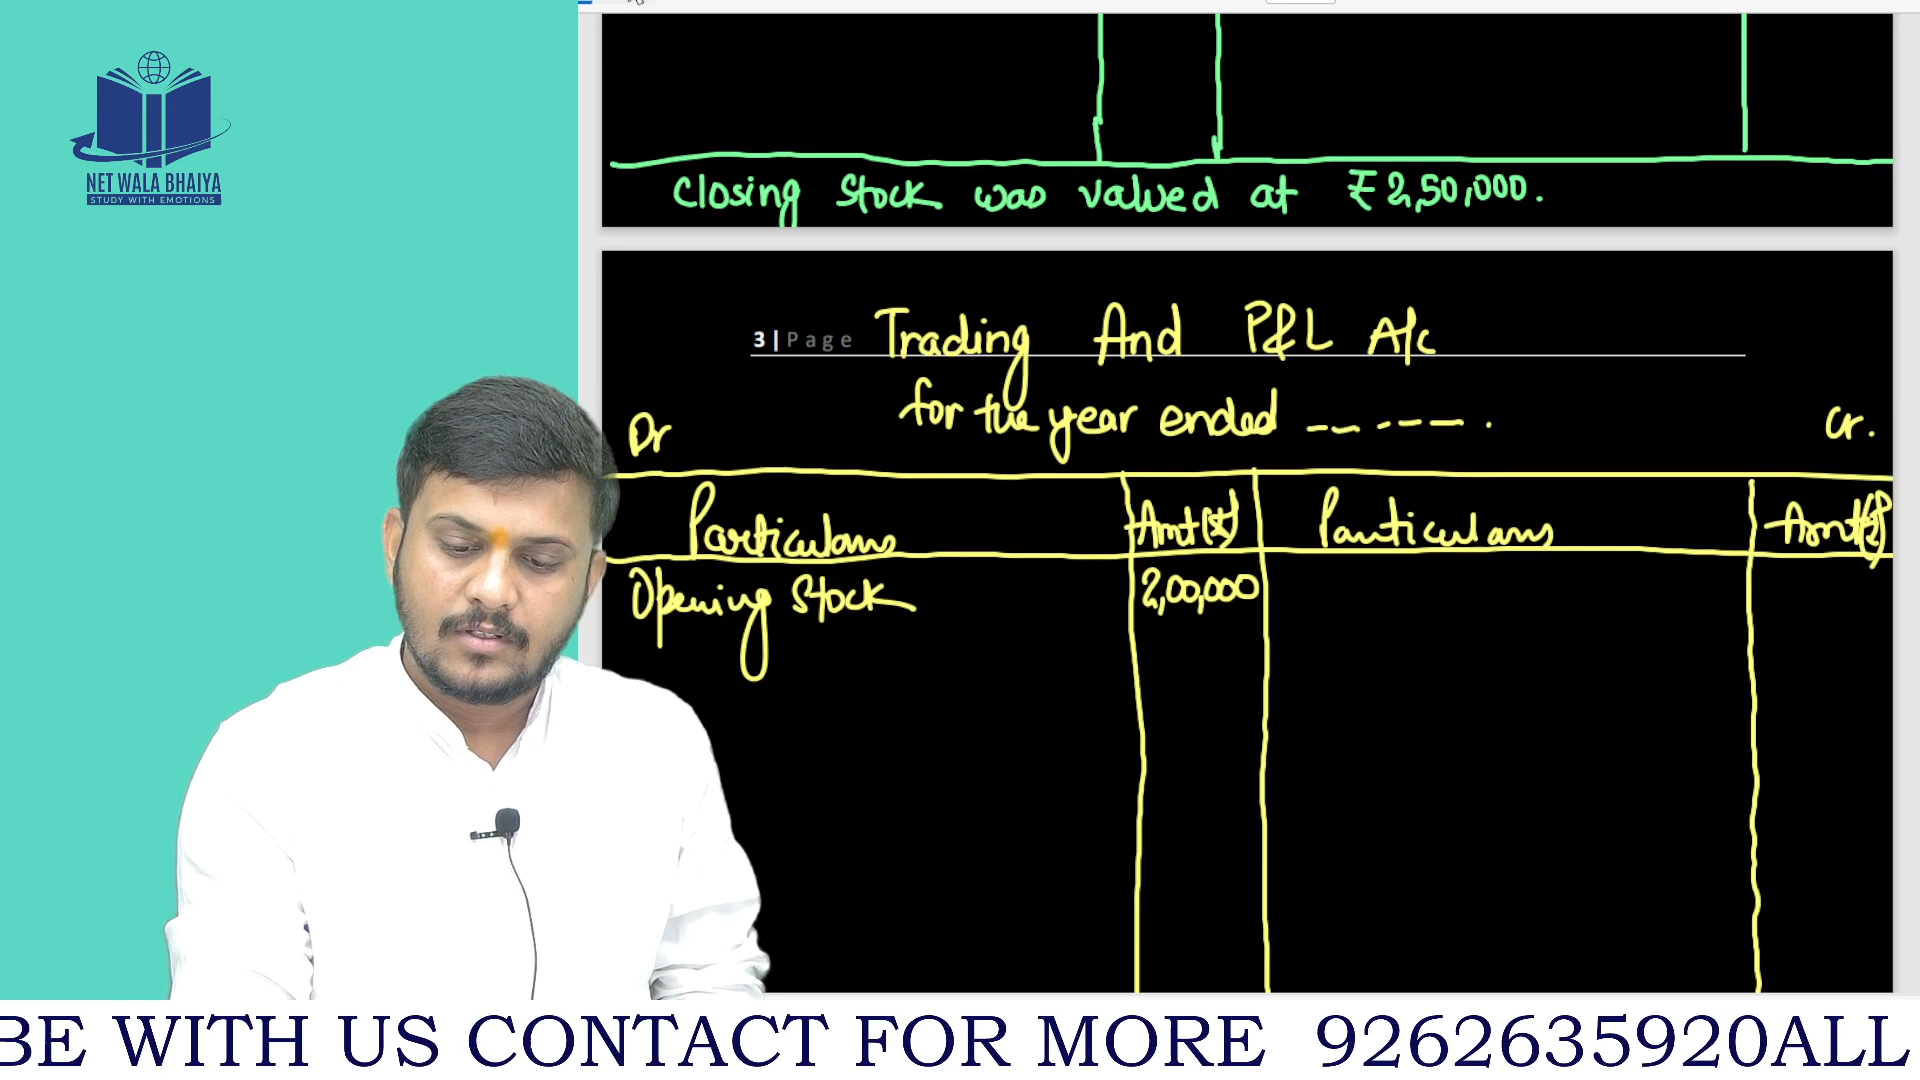 NET WALA BHAIYA
STUDY WITH EMOTIONS
Closing Stock was valued at ₹2,50,000.
3 | Page
Trading And P&L A/c
for the year ended ------.
Dr
Cr.
Particulars Amt(₹) Particulars Amt(₹)
Opening Stock 2,00,000
BE WITH US CONTACT FOR MORE 9262635920ALL